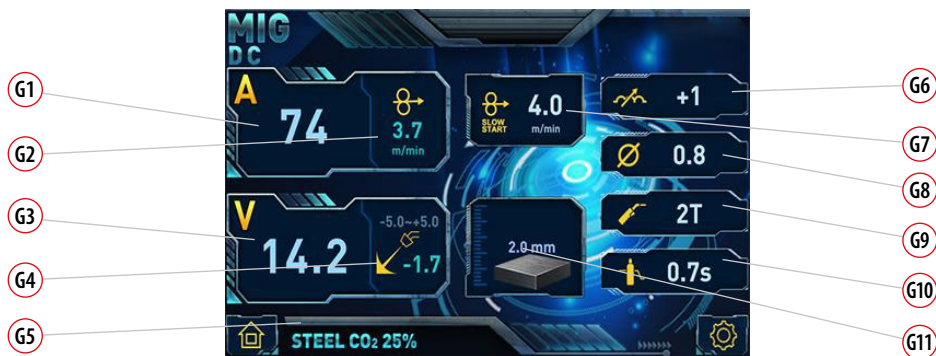 MIG
DC
G1
A
74
3.7
m/min
G2
SLOW
START
4.0
m/min
+1
G6
G7
0.8
G8
V
14.2
G3
-5.0~+5.0
-1.7
G4
2.0 mm
2T
G9
0.7s
G10
G5
STEEL CO₂ 25%
G11